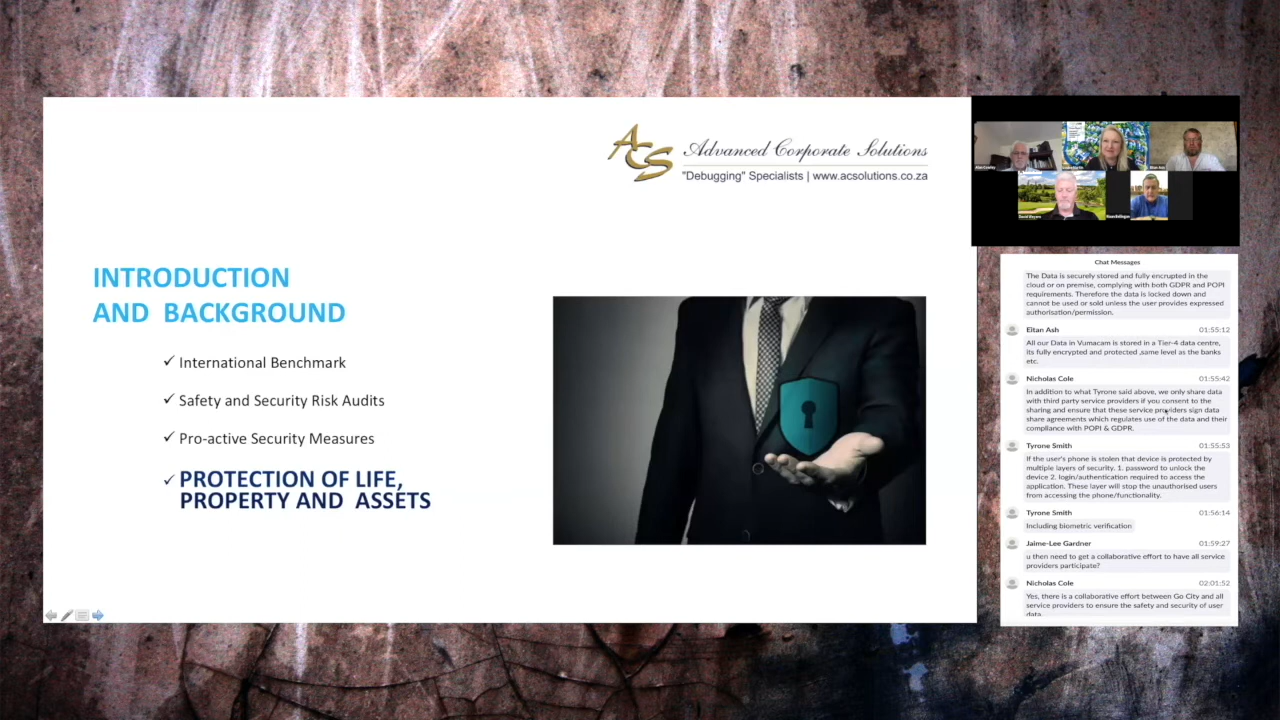 ACS
Advanced Corporate Solutions
"Debugging" Specialists | www.acsolutions.co.za
INTRODUCTION
AND BACKGROUND
✓ International Benchmark
✓ Safety and Security Risk Audits
✓ Pro-active Security Measures
✓ PROTECTION OF LIFE,
PROPERTY AND ASSETS
Eitan Ash
Chat Messages
The Data is securely stored and fully encrypted in the
cloud or on premise, complying with both GDPR and POPI
requirements. Therefore the data is locked down and
cannot be used or sold unless the user provides expressed
authorisation/permission.
Eitan Ash 01:55:12
All our Data in Vumacam is stored in a Tier-4 data centre,
its fully encrypted and protected ,same level as the banks
etc.
Nicholas Cole 01:55:42
In addition to what Tyrone said above, we only share data
with third party service providers if you consent to the
sharing and ensure that these service providers sign data
share agreements which regulates use of the data and their
compliance with POPI & GDPR.
Tyrone Smith 01:55:53
If the user's phone is stolen that device is protected by
multiple layers of security. 1. password to unlock the
device 2. login/authentication required to access the
application. These layer will stop the unauthorised users
from accessing the phone/functionality.
Tyrone Smith 01:56:14
Including biometric verification
Jaime-Lee Gardner 01:59:27
u then need to get a collaborative effort to have all service
providers participate?
Nicholas Cole 02:01:52
Yes, there is a collaborative effort between Go City and all
service providers to ensure the safety and security of user
data.